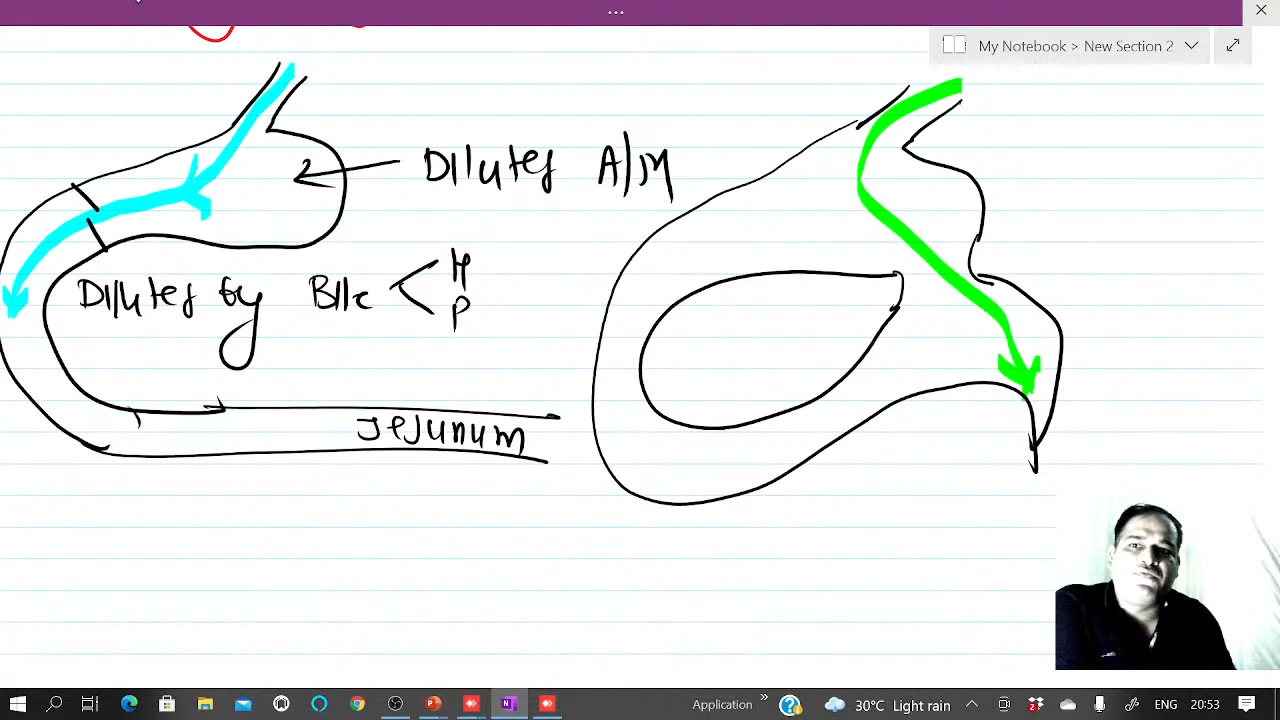 My Notebook > New Section 2
Dilutes A/M
Dilutes by Bile < H
P
Jejunum
Application
30°C Light rain
ENG
20:53